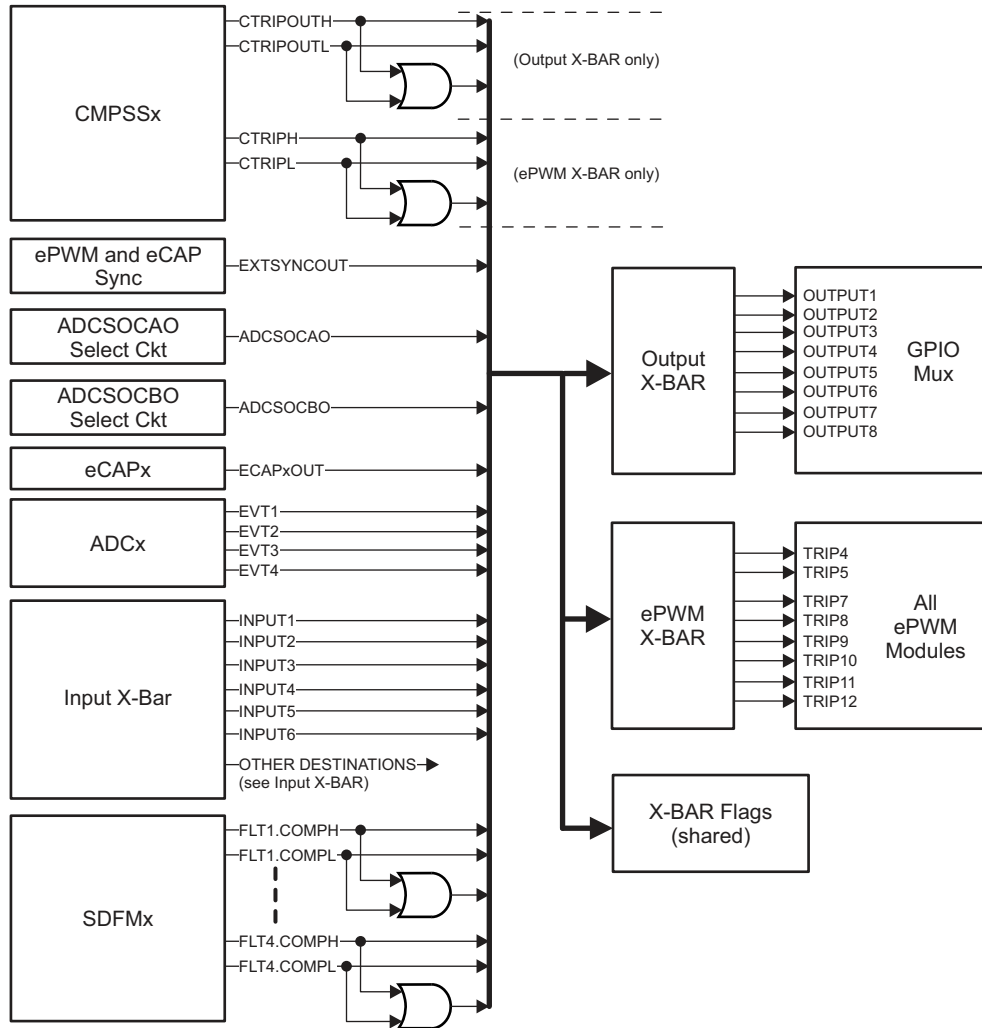 CMPSSx
CTRIPOUTH
CTRIPOUTL
CTRIPH
CTRIPL
(Output X-BAR only)
(ePWM X-BAR only)
ePWM and eCAP
Sync
EXTSYNCOUT
ADCSOCAO
Select Ckt
ADCSOCAO
ADCSOCBO
Select Ckt
ADCSOCBO
eCAPx
ECAPxOUT
ADCx
EVT1
EVT2
EVT3
EVT4
Input X-Bar
INPUT1
INPUT2
INPUT3
INPUT4
INPUT5
INPUT6
OTHER DESTINATIONS
(see Input X-BAR)
SDFMx
FLT1.COMPH
FLT1.COMPL
FLT4.COMPH
FLT4.COMPL
Output
X-BAR
OUTPUT1
OUTPUT2
OUTPUT3
OUTPUT4
OUTPUT5
OUTPUT6
OUTPUT7
OUTPUT8
GPIO
Mux
ePWM
X-BAR
TRIP4
TRIP5
TRIP7
TRIP8
TRIP9
TRIP10
TRIP11
TRIP12
All
ePWM
Modules
X-BAR Flags
(shared)